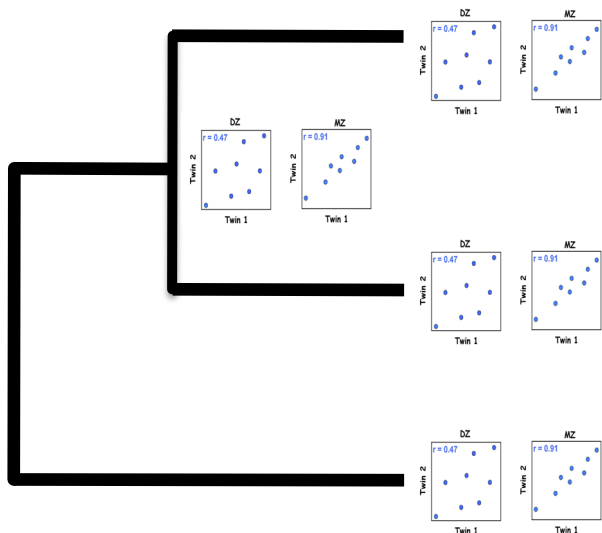 DZ
MZ
r = 0.47
r = 0.91
Twin 2
Twin 2
Twin 1
Twin 1
DZ
MZ
r = 0.47
r = 0.91
Twin 2
Twin 2
Twin 1
Twin 1
DZ
MZ
r = 0.47
r = 0.91
Twin 2
Twin 2
Twin 1
Twin 1
DZ
MZ
r = 0.47
r = 0.91
Twin 2
Twin 2
Twin 1
Twin 1